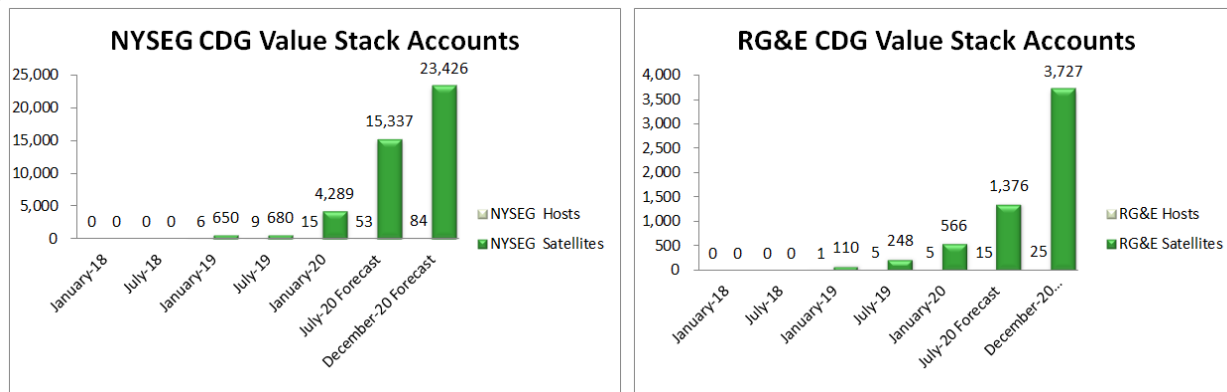 NYSEG CDG Value Stack Accounts
25,000
20,000
15,000
10,000
5,000
0
0 0 0 0 6 650 9 680 15 4,289 53 15,337 84 23,426
January-18
July-18
January-19
July-19
January-20
July-20 Forecast
December-20 Forecast
NYSEG Hosts
NYSEG Satellites
RG&E CDG Value Stack Accounts
4,000
3,500
3,000
2,500
2,000
1,500
1,000
500
0
0 0 0 0 1 110 5 248 5 566 15 1,376 25 3,727
January-18
July-18
January-19
July-19
January-20
July-20 Forecast
December-20...
RG&E Hosts
RG&E Satellites